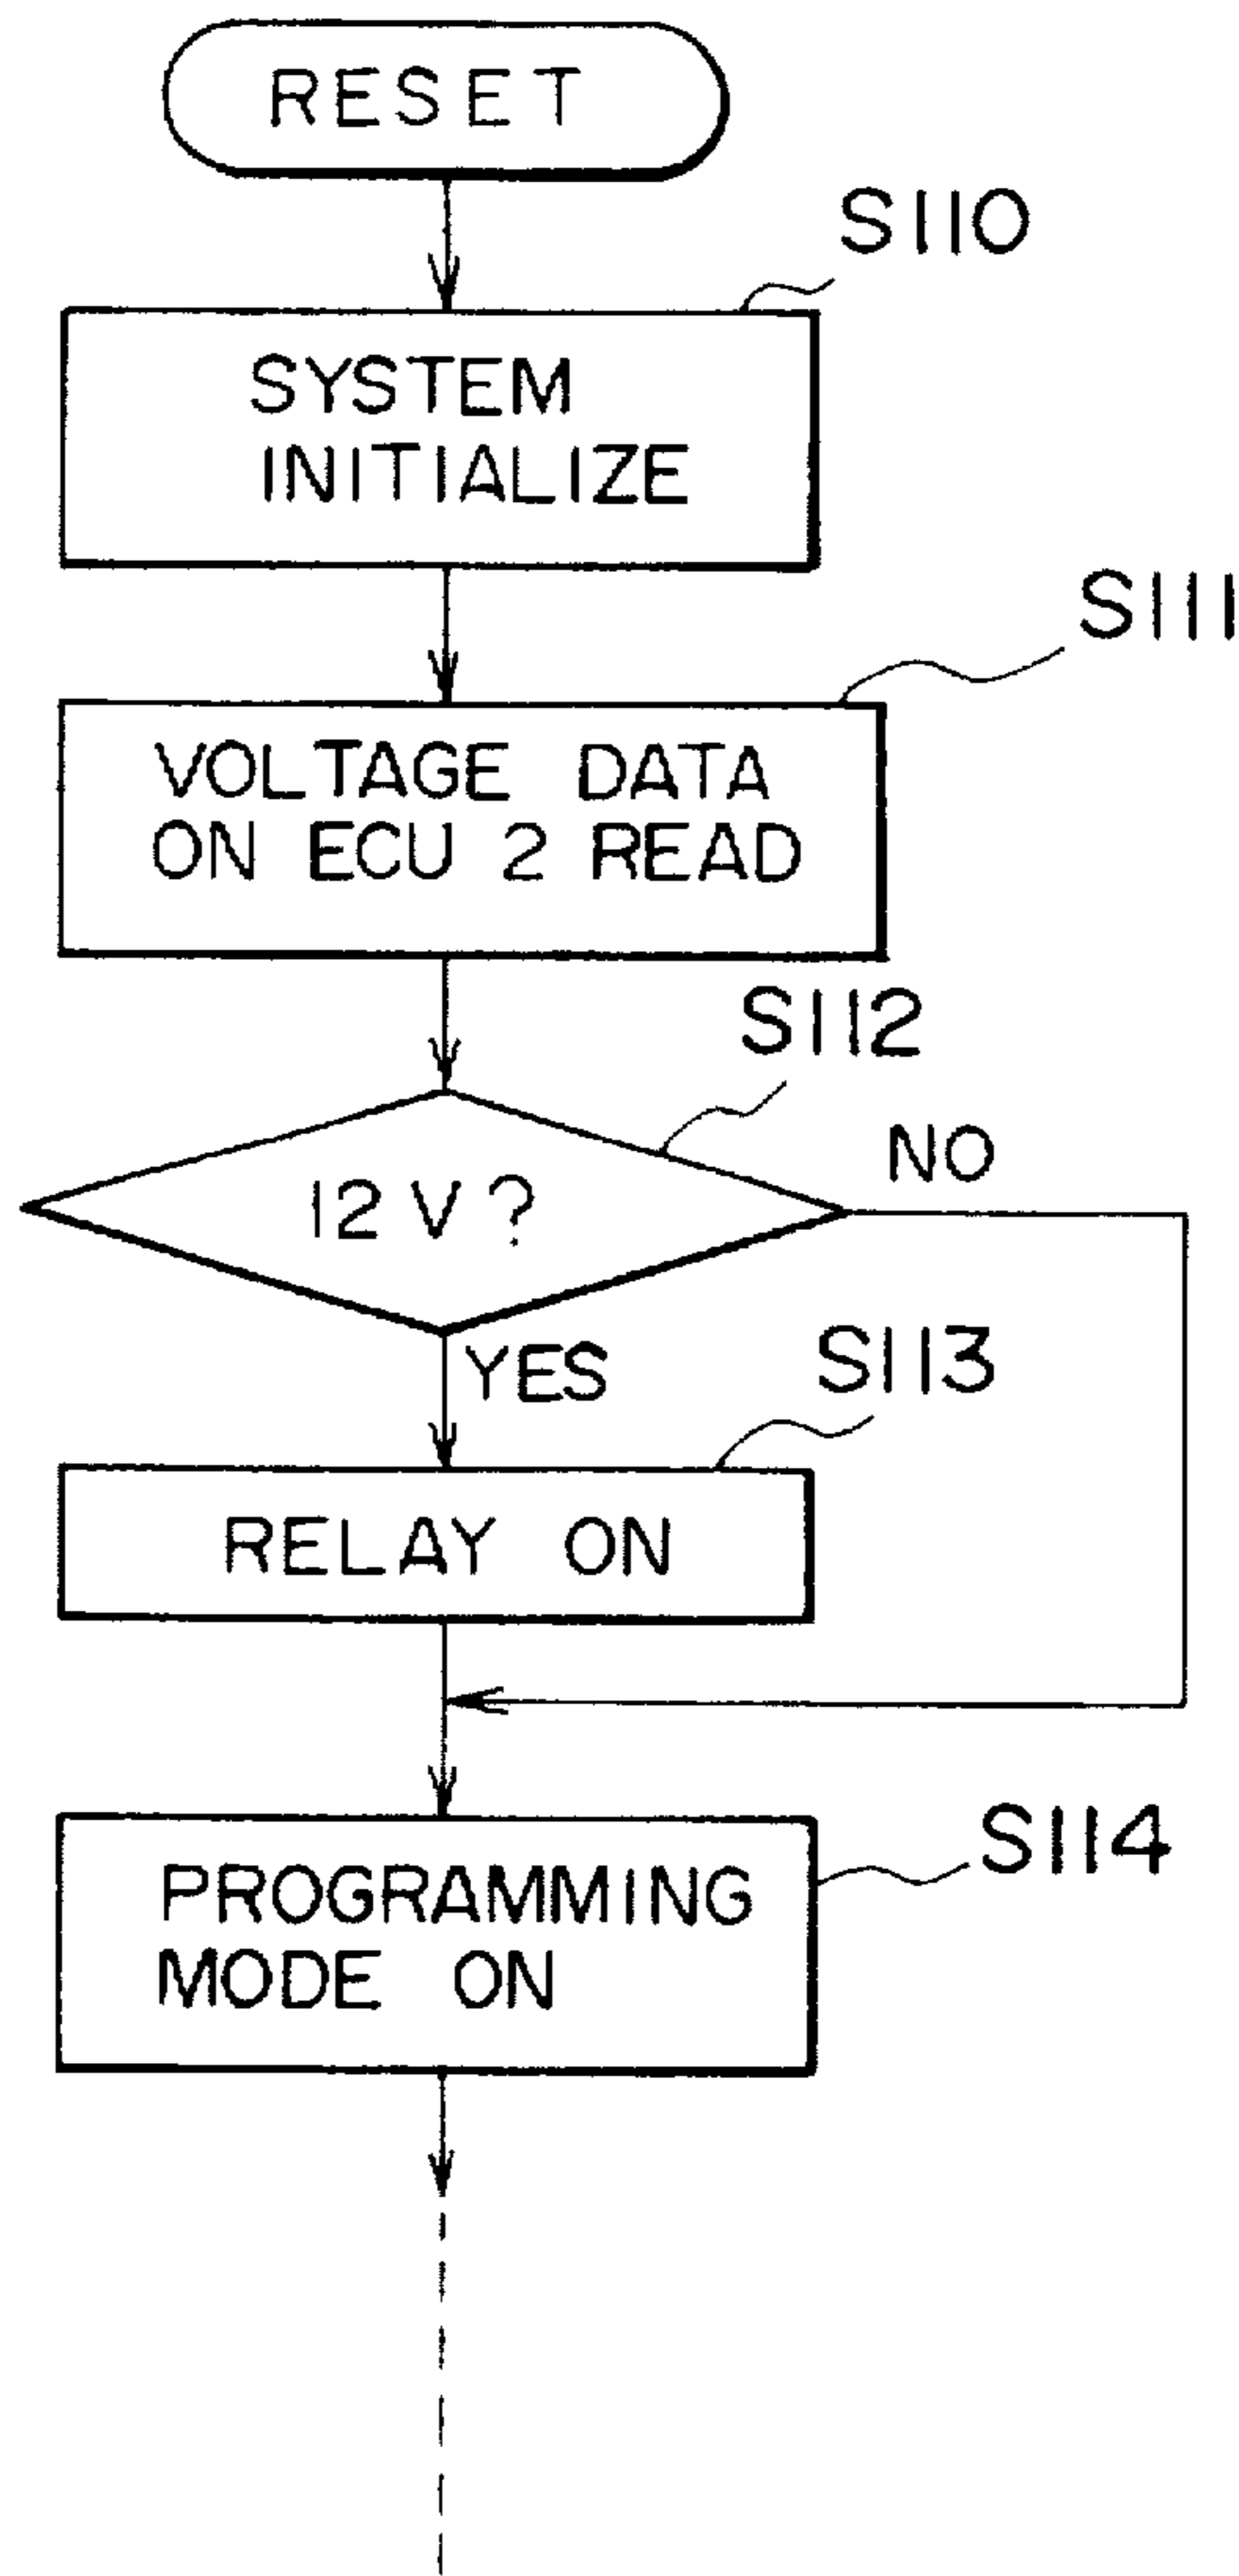 RESET
S110
SYSTEM
INITIALIZE
S111
VOLTAGE DATA
ON ECU 2 READ
S112
12V?
NO
YES
S113
RELAY ON
S114
PROGRAMMING
MODE ON